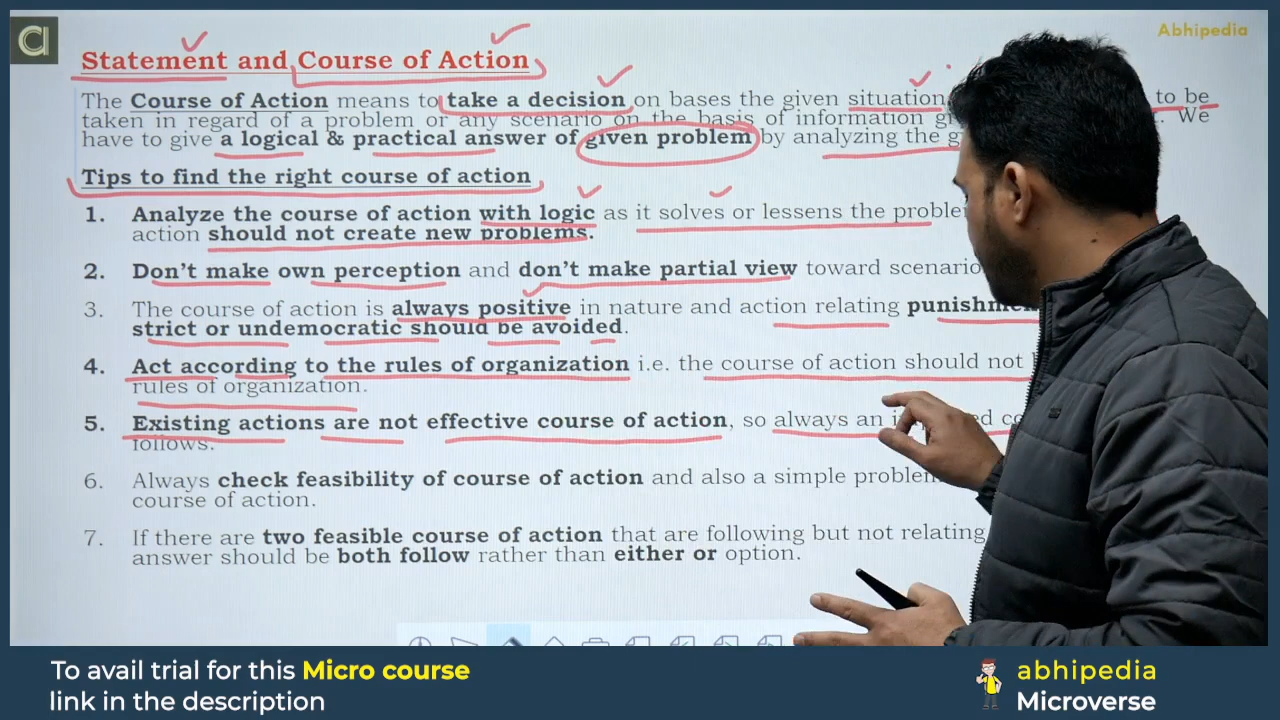 Abhipedia
Statement and Course of Action
The Course of Action means to take a decision on bases the given situation to be
taken in regard of a problem or any scenario on the basis of information We
have to give a logical & practical answer of given problem by analyzing the
Tips to find the right course of action
1. Analyze the course of action with logic as it solves or lessens the
action should not create new problems.
2. Don't make own perception and don't make partial view toward scenario
3. The course of action is always positive in nature and action relating
strict or undemocratic should be avoided.
4. Act according to the rules of organization i.e. the course of action should not
rules of organization.
5. Existing actions are not effective course of action, so always an
follows.
6. Always check feasibility of course of action and also a simple
course of action.
7. If there are two feasible course of action that are following but not relating
answer should be both follow rather than either or option.
To avail trial for this Micro course
link in the description
abhipedia
Microverse